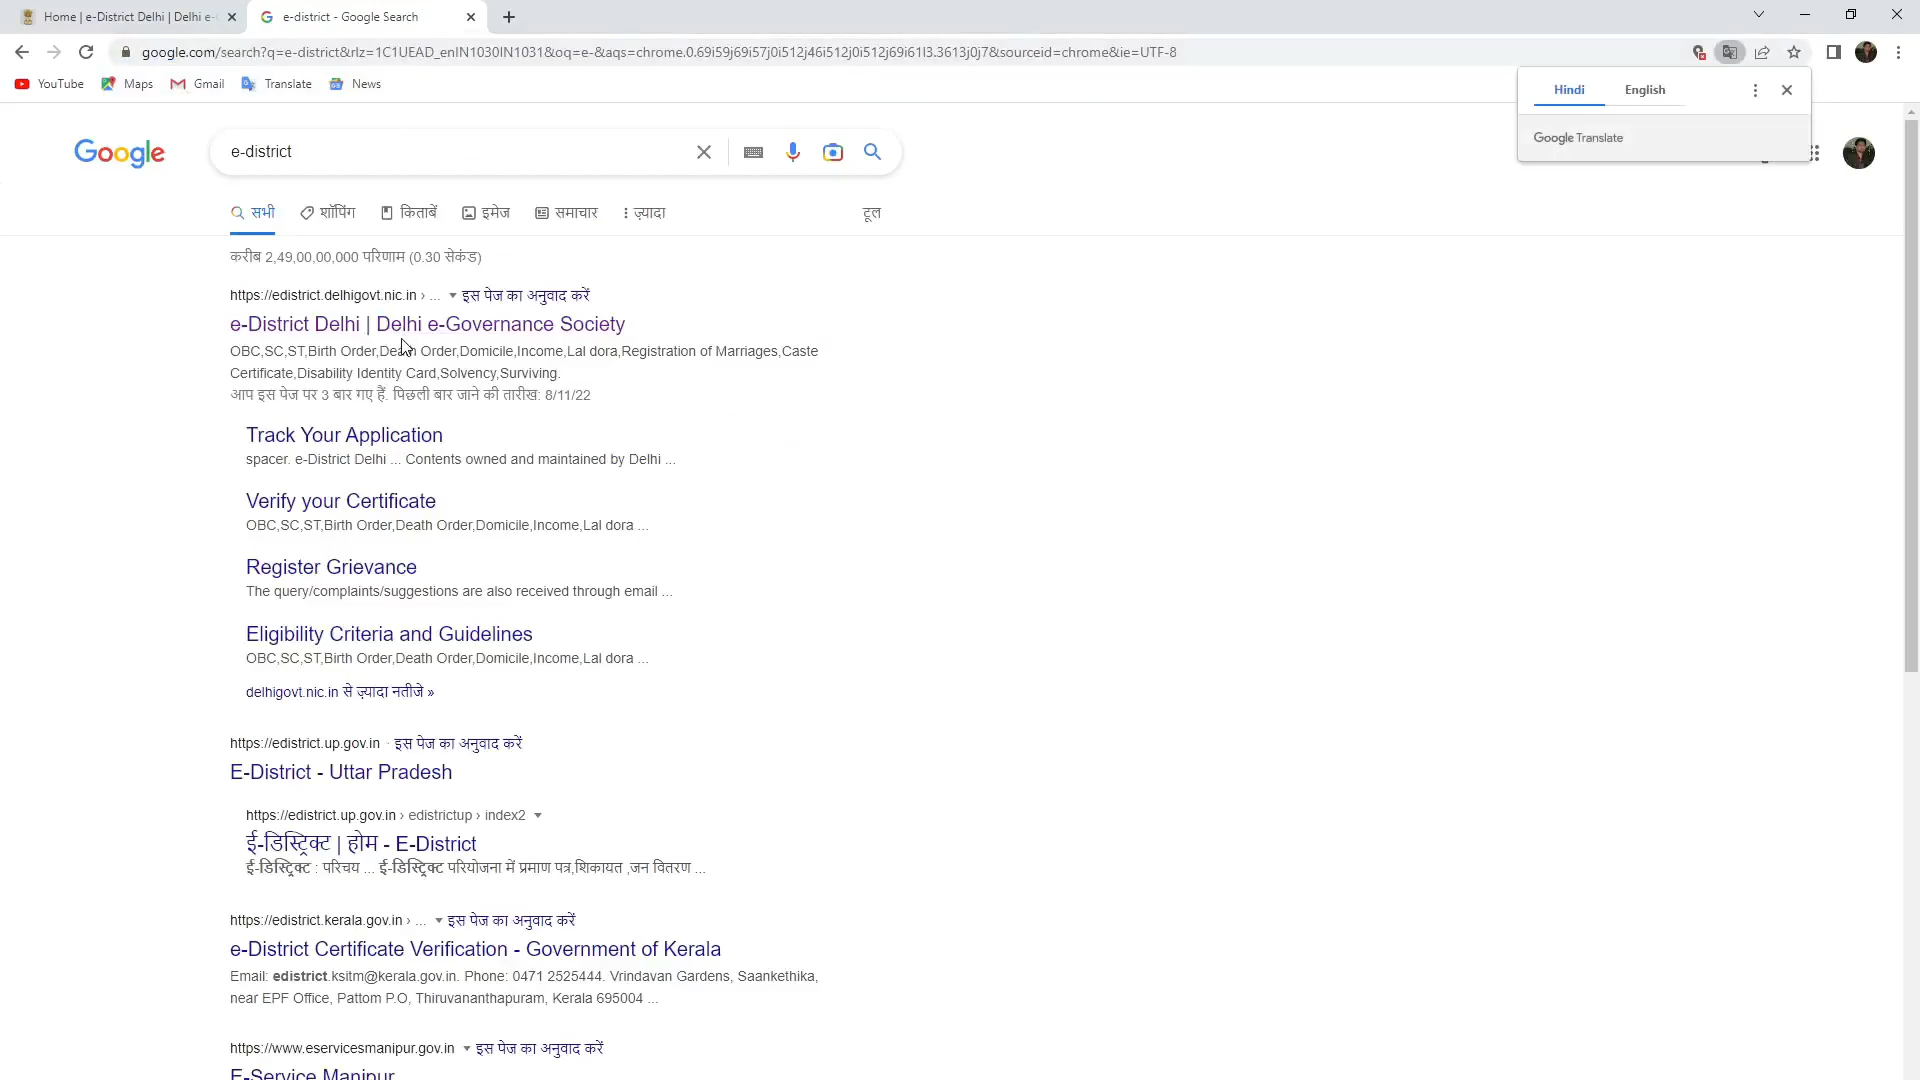 Home | e-District Delhi | Delhi e-G
e-district - Google Search
google.com/search?q=e-district&rlz=1C1UEAD_enIN1030IN1031&oq=e-&aqs=chrome.0.69i59j69i57j0i512j46i512j0i512j69i61l3.3613j0j7&sourceid=chrome&ie=UTF-8
YouTube Maps Gmail Translate News
Hindi English
Google Translate
Google
e-district
सभी शॉपिंग किताबें इमेज समाचार ज़्यादा टूल
करीब 2,49,00,00,000 परिणाम (0.30 सेकंड)
https://edistrict.delhigovt.nic.in › ... इस पेज का अनुवाद करें
e-District Delhi | Delhi e-Governance Society
OBC,SC,ST,Birth Order,Death Order,Domicile,Income,Lal dora,Registration of Marriages,Caste
Certificate,Disability Identity Card,Solvency,Surviving.
आप इस पेज पर 3 बार गए हैं. पिछली बार जाने की तारीख: 8/11/22
Track Your Application
spacer. e-District Delhi ... Contents owned and maintained by Delhi ...
Verify your Certificate
OBC,SC,ST,Birth Order,Death Order,Domicile,Income,Lal dora ...
Register Grievance
The query/complaints/suggestions are also received through email ...
Eligibility Criteria and Guidelines
OBC,SC,ST,Birth Order,Death Order,Domicile,Income,Lal dora ...
delhigovt.nic.in से ज़्यादा नतीजे »
https://edistrict.up.gov.in · इस पेज का अनुवाद करें
E-District - Uttar Pradesh
https://edistrict.up.gov.in › edistrictup › index2
ई-डिस्ट्रिक्ट | होम - E-District
ई-डिस्ट्रिक्ट : परिचय ... ई-डिस्ट्रिक्ट परियोजना में प्रमाण पत्र,शिकायत ,जन वितरण ...
https://edistrict.kerala.gov.in › ... इस पेज का अनुवाद करें
e-District Certificate Verification - Government of Kerala
Email: edistrict.ksitm@kerala.gov.in. Phone: 0471 2525444. Vrindavan Gardens, Saankethika,
near EPF Office, Pattom P.O, Thiruvananthapuram, Kerala 695004 ...
https://www.eservicesmanipur.gov.in इस पेज का अनुवाद करें
E-Service Manipur